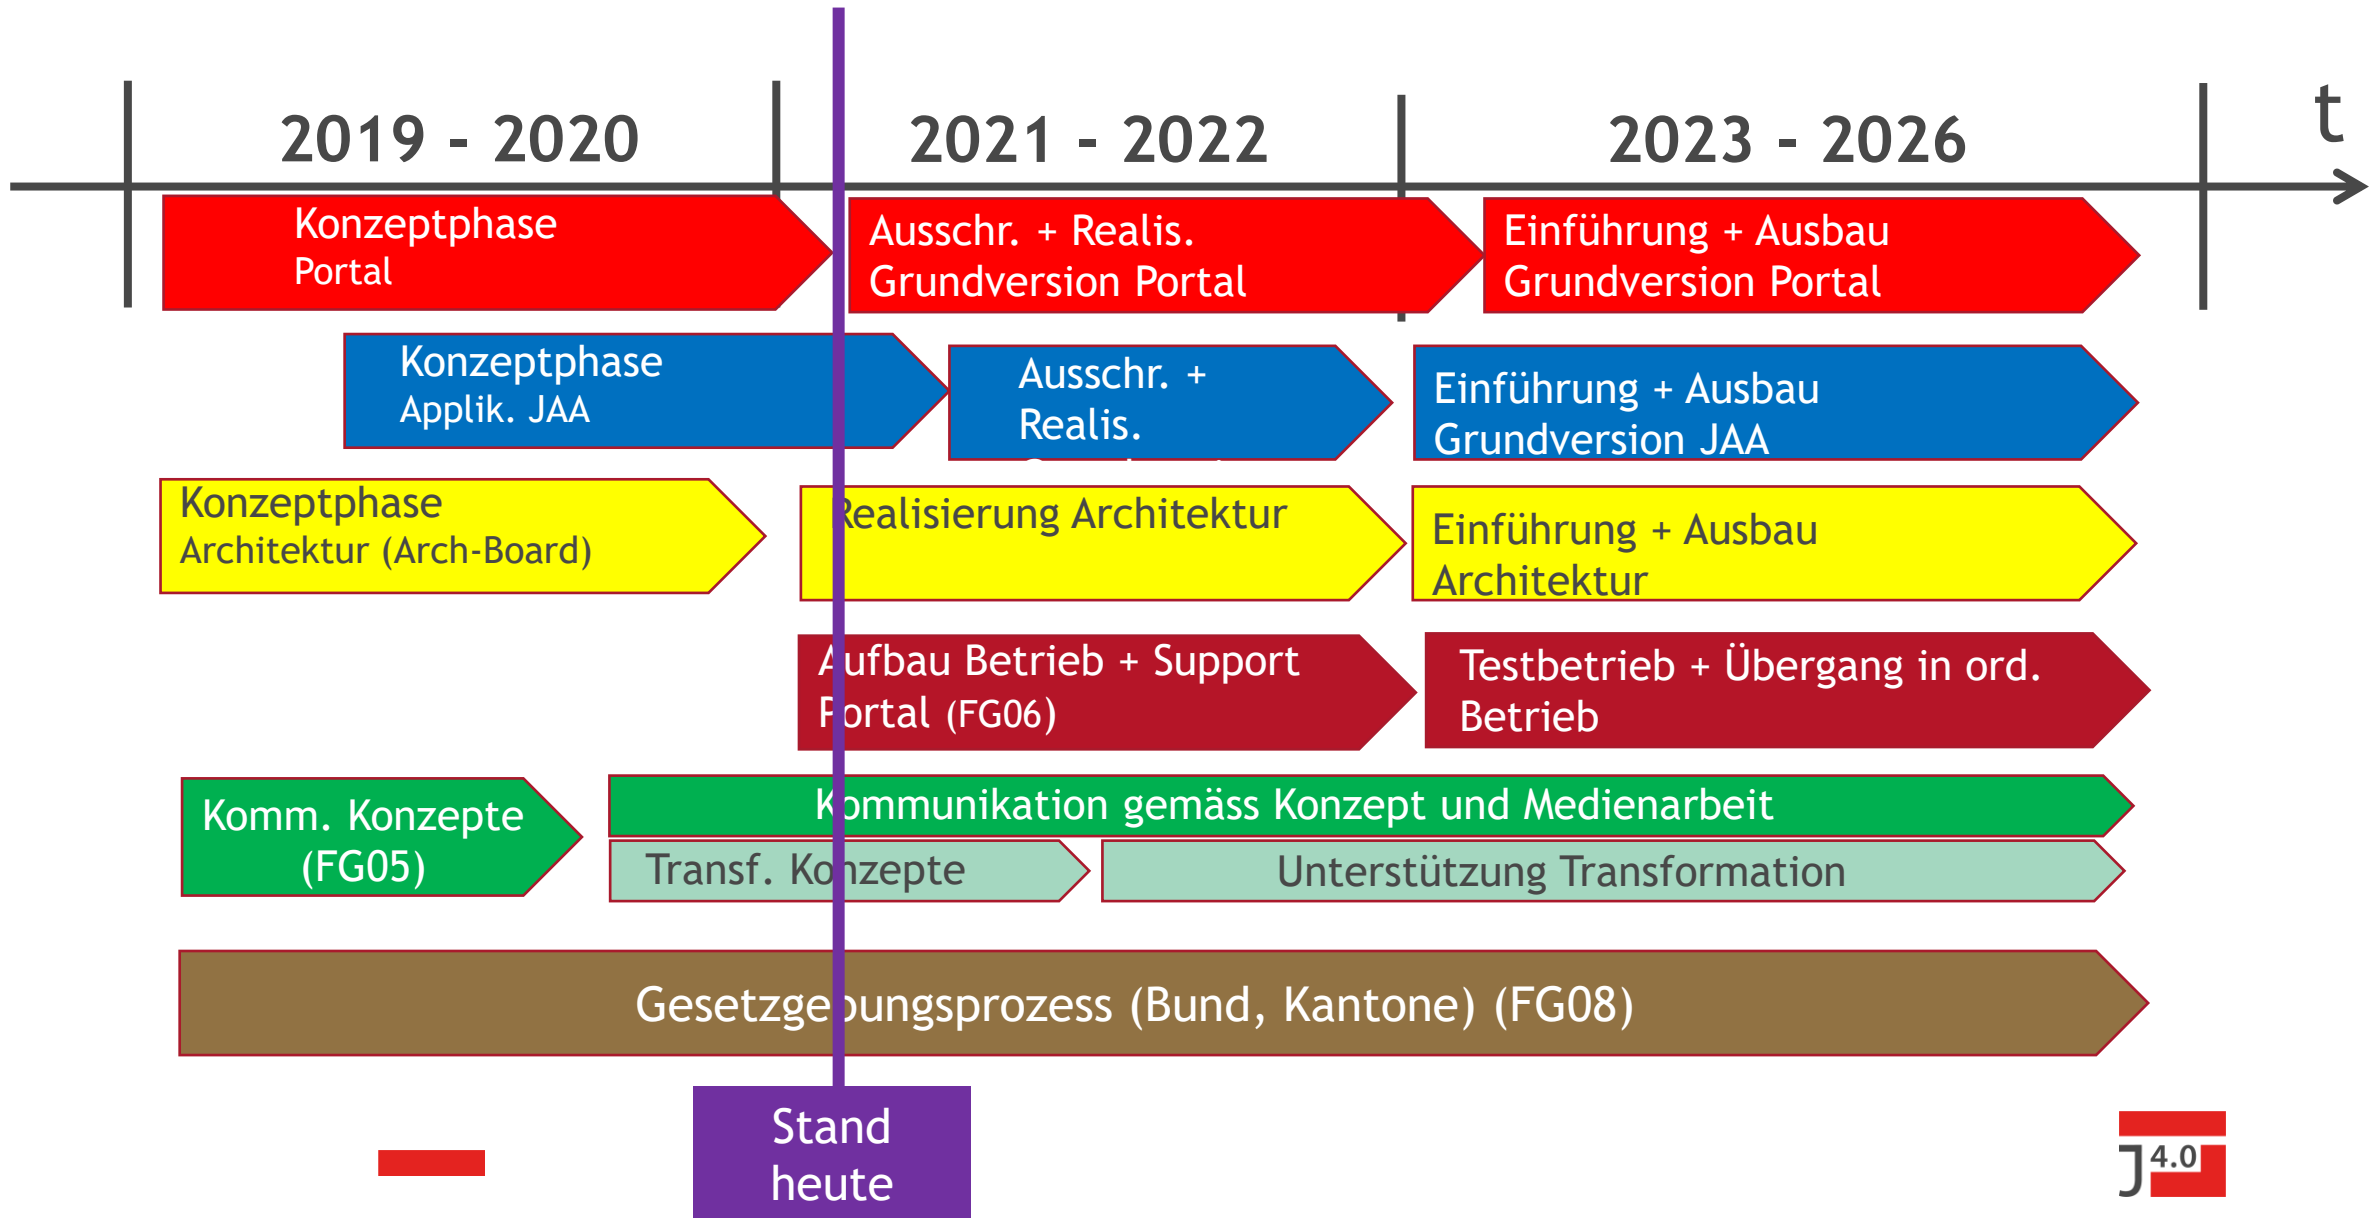 2019 - 2020
2021 - 2022
2023 - 2026
t
Konzeptphase
Portal
Ausschr. + Realis.
Grundversion Portal
Einführung + Ausbau
Grundversion Portal
Konzeptphase
Applik. JAA
Ausschr. +
Realis.
Einführung + Ausbau
Grundversion JAA
Konzeptphase
Architektur (Arch-Board)
Realisierung Architektur
Einführung + Ausbau
Architektur
Aufbau Betrieb + Support
Portal (FG06)
Testbetrieb + Übergang in ord.
Betrieb
Komm. Konzepte
(FG05)
Kommunikation gemäss Konzept und Medienarbeit
Transf. Konzepte
Unterstützung Transformation
Gesetzgebungsprozess (Bund, Kantone) (FG08)
Stand
heute
J 4.0